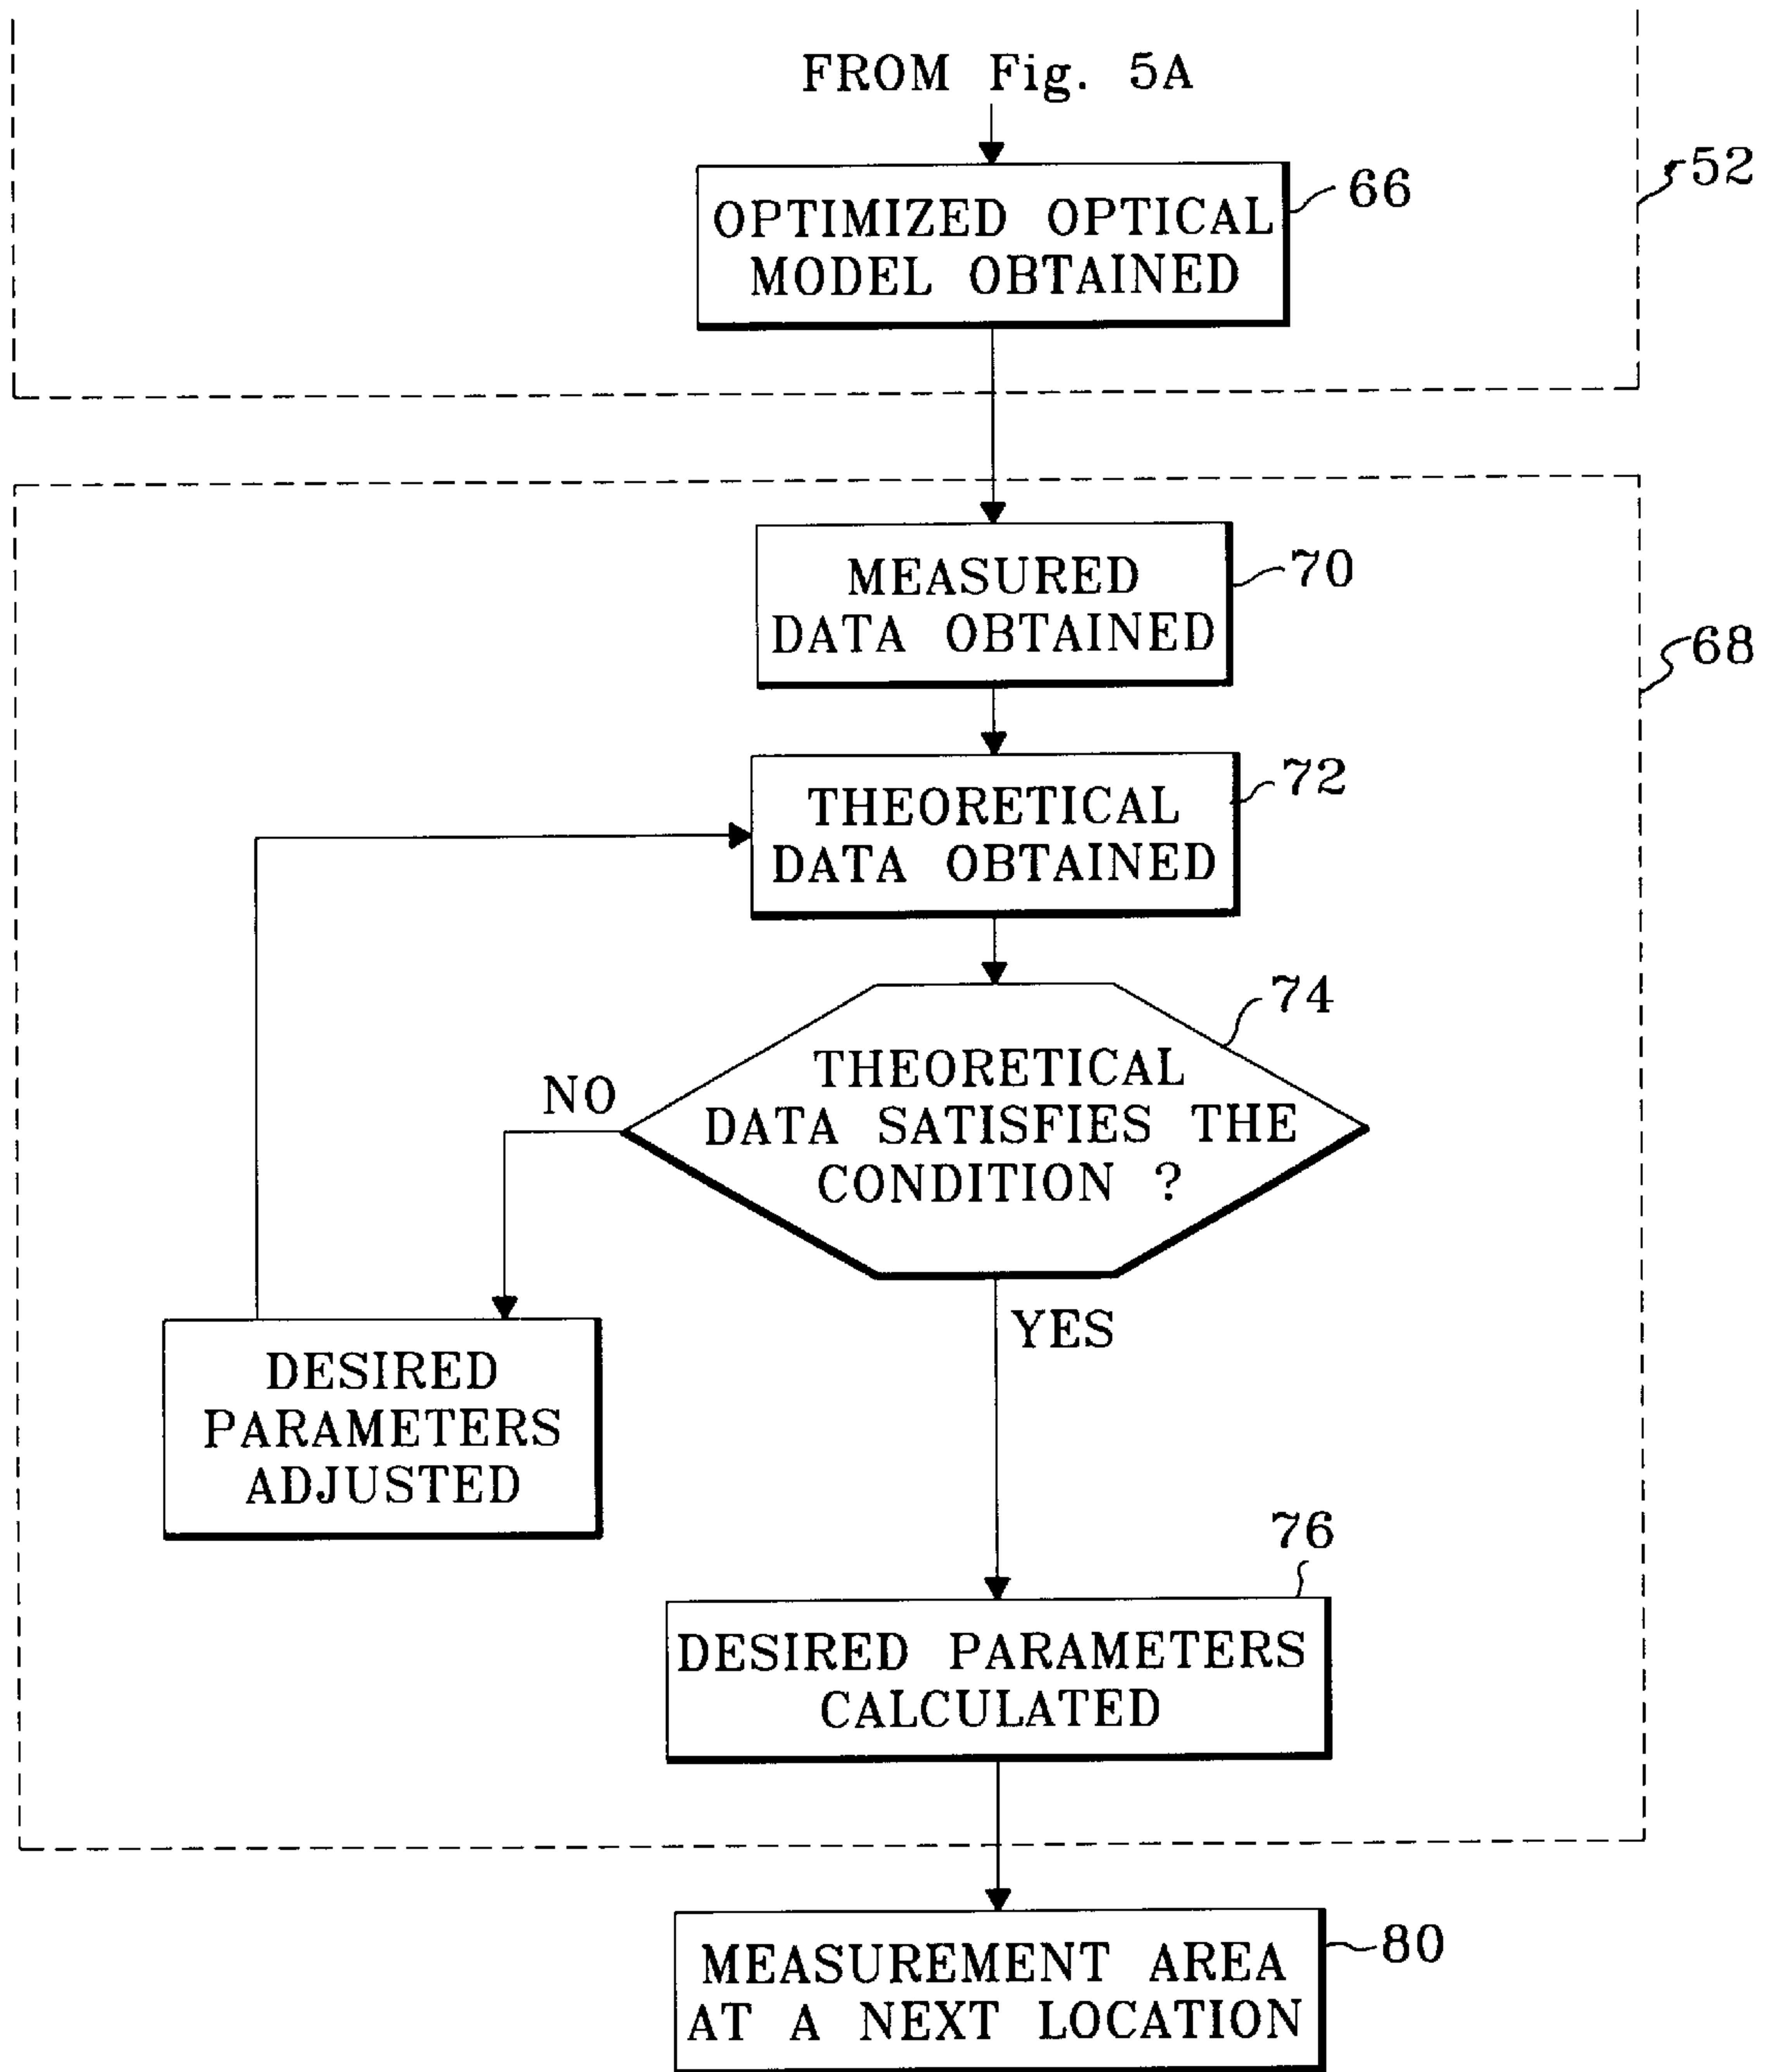 FROM Fig. 5A
52
66
OPTIMIZED OPTICAL
MODEL OBTAINED
70
MEASURED
DATA OBTAINED
68
72
THEORETICAL
DATA OBTAINED
74
THEORETICAL
DATA SATISFIES THE
CONDITION ?
NO
YES
DESIRED
PARAMETERS
ADJUSTED
76
DESIRED PARAMETERS
CALCULATED
80
MEASUREMENT AREA
AT A NEXT LOCATION